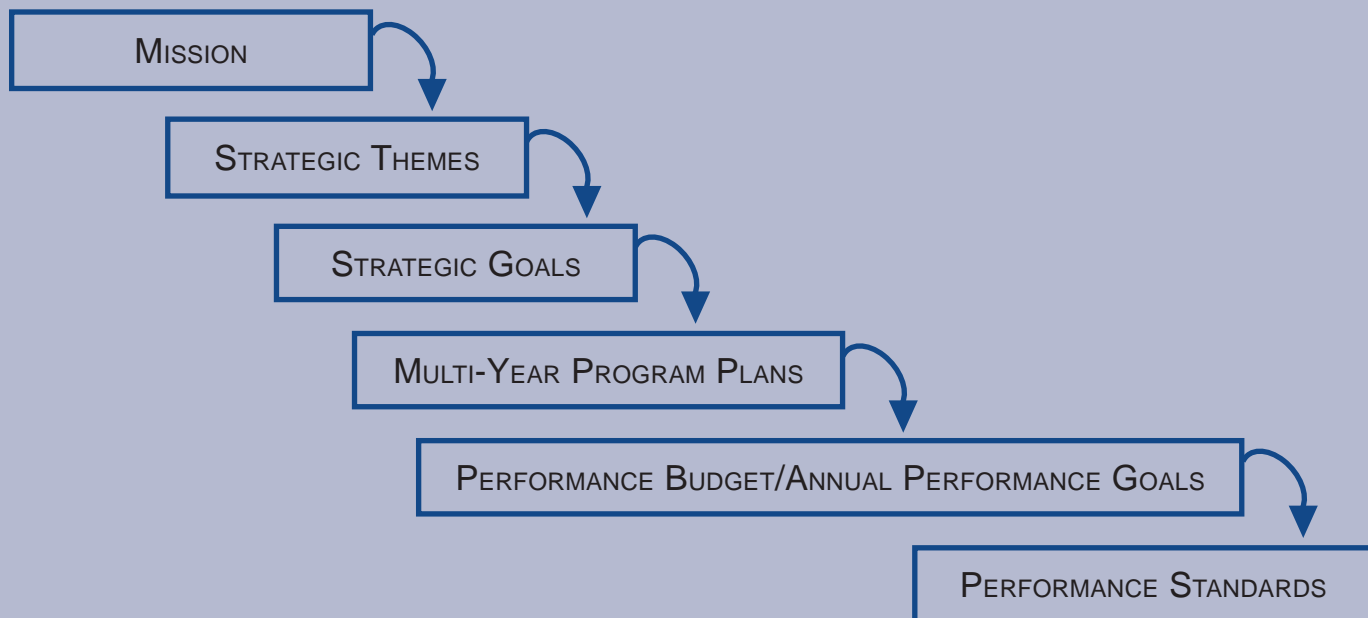 Mission
Strategic Themes
Strategic Goals
Multi-Year Program Plans
Performance Budget/Annual Performance Goals
Performance Standards